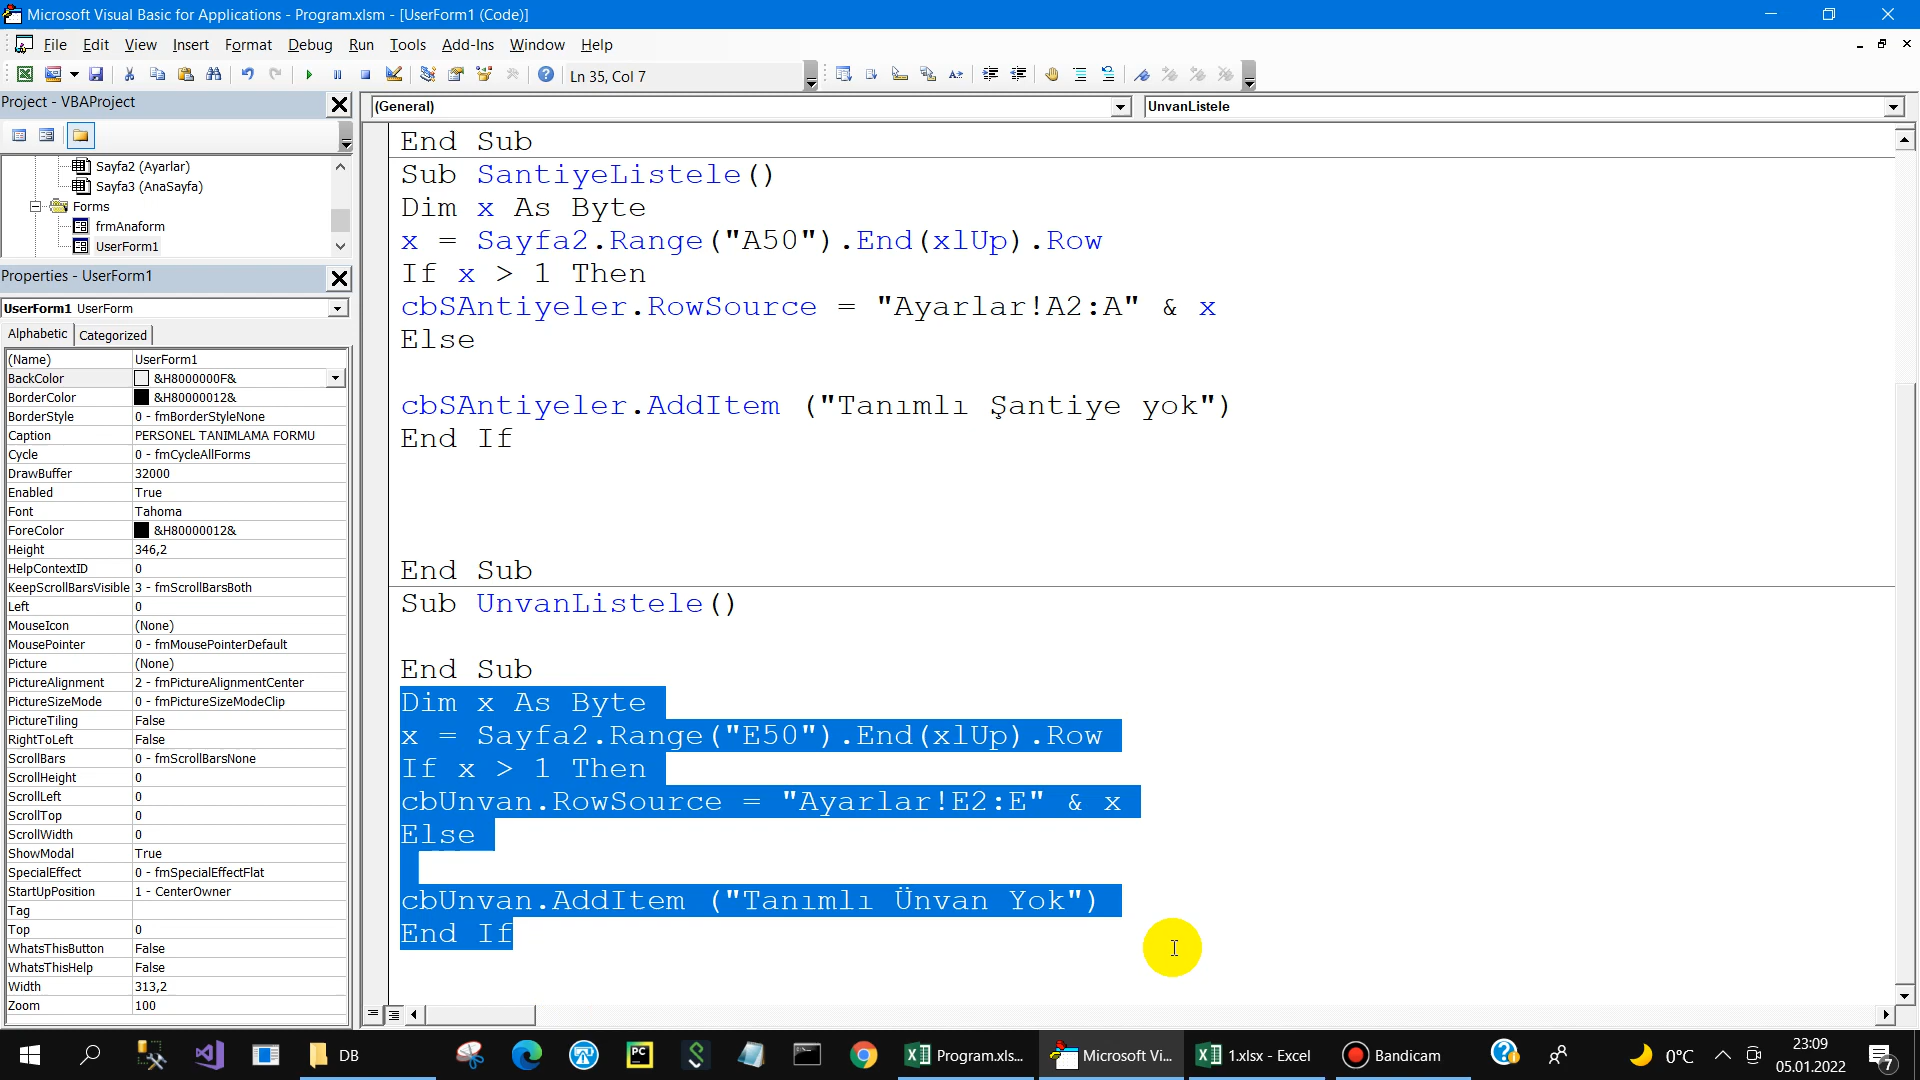 Microsoft Visual Basic for Applications - Program.xlsm - [UserForm1 (Code)]
File Edit View Insert Format Debug Run Tools Add-Ins Window Help
Ln 35, Col 7
Project - VBAProject
(General)
UnvanListele
Sayfa2 (Ayarlar)
Sayfa3 (AnaSayfa)
Forms
frmAnaform
UserForm1
Properties - UserForm1
UserForm1 UserForm
Alphabetic Categorized
(Name) UserForm1
BackColor &H8000000F&
BorderColor &H80000012&
BorderStyle 0 - fmBorderStyleNone
Caption PERSONEL TANIMLAMA FORMU
Cycle 0 - fmCycleAllForms
DrawBuffer 32000
Enabled True
Font Tahoma
ForeColor &H80000012&
Height 346,2
HelpContextID 0
KeepScrollBarsVisible 3 - fmScrollBarsBoth
Left 0
MouseIcon (None)
MousePointer 0 - fmMousePointerDefault
Picture (None)
PictureAlignment 2 - fmPictureAlignmentCenter
PictureSizeMode 0 - fmPictureSizeModeClip
PictureTiling False
RightToLeft False
ScrollBars 0 - fmScrollBarsNone
ScrollHeight 0
ScrollLeft 0
ScrollTop 0
ScrollWidth 0
ShowModal True
SpecialEffect 0 - fmSpecialEffectFlat
StartUpPosition 1 - CenterOwner
Tag
Top 0
WhatsThisButton False
WhatsThisHelp False
Width 313,2
Zoom 100
End Sub
Sub SantiyeListele()
Dim x As Byte
x = Sayfa2.Range("A50").End(xlUp).Row
If x > 1 Then
cbSAntiyeler.RowSource = "Ayarlar!A2:A" & x
Else
cbSAntiyeler.AddItem ("Tanımlı Şantiye yok")
End If
End Sub
Sub UnvanListele()
End Sub
Dim x As Byte
x = Sayfa2.Range("E50").End(xlUp).Row
If x > 1 Then
cbUnvan.RowSource = "Ayarlar!E2:E" & x
Else
cbUnvan.AddItem ("Tanımlı Ünvan Yok")
End If
DB
PC
Program.xls...
Microsoft Vi...
1.xlsx - Excel
Bandicam
0°C
23:09
05.01.2022
7